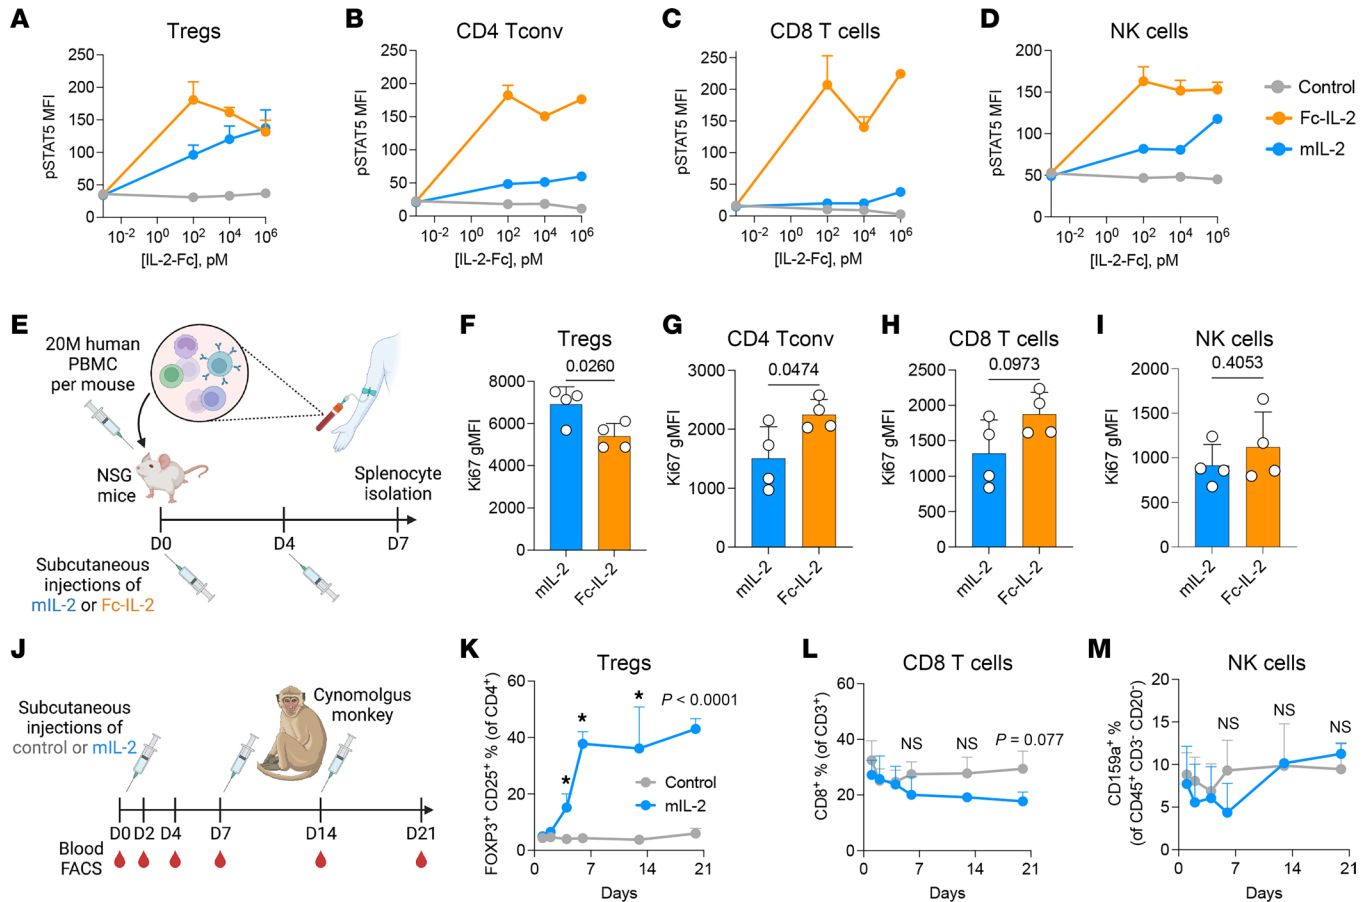 A
Tregs
pSTAT5 MFI
250
200
150
100
50
0
10⁻² 10⁰ 10² 10⁴ 10⁶
[IL-2-Fc], pM
B
CD4 Tconv
pSTAT5 MFI
250
200
150
100
50
0
10⁻² 10⁰ 10² 10⁴ 10⁶
[IL-2-Fc], pM
C
CD8 T cells
pSTAT5 MFI
250
200
150
100
50
0
10⁻² 10⁰ 10² 10⁴ 10⁶
[IL-2-Fc], pM
D
NK cells
pSTAT5 MFI
200
150
100
50
0
10⁻² 10⁰ 10² 10⁴ 10⁶
[IL-2-Fc], pM
Control
Fc-IL-2
mIL-2
E
20M human
PBMC
per mouse
NSG
mice
Splenocyte
isolation
D0 D4 D7
Subcutaneous
injections of
mIL-2 or Fc-IL-2
F
Tregs
0.0260
Ki67 gMFI
8000
6000
4000
2000
0
mIL-2 Fc-IL-2
G
CD4 Tconv
0.0474
Ki67 gMFI
3000
2000
1000
0
mIL-2 Fc-IL-2
H
CD8 T cells
0.0973
Ki67 gMFI
2500
2000
1500
1000
500
0
mIL-2 Fc-IL-2
I
NK cells
0.4053
Ki67 gMFI
2000
1500
1000
500
0
mIL-2 Fc-IL-2
J
Subcutaneous
injections of
control or mIL-2
Cynomolgus
monkey
D0 D2 D4 D7 D14 D21
Blood
FACS
K
Tregs
FOXP3⁺ CD25⁺ % (of CD4⁺)
60
40
20
0
* * *
P < 0.0001
Control
mIL-2
0 7 14 21
Days
L
CD8 T cells
CD8⁺ % (of CD3⁺)
60
40
20
0
NS NS P = 0.077
0 7 14 21
Days
M
NK cells
CD159a⁺ %
(of CD45⁺ CD3⁻ CD20⁻)
20
15
10
5
0
NS NS NS
0 7 14 21
Days